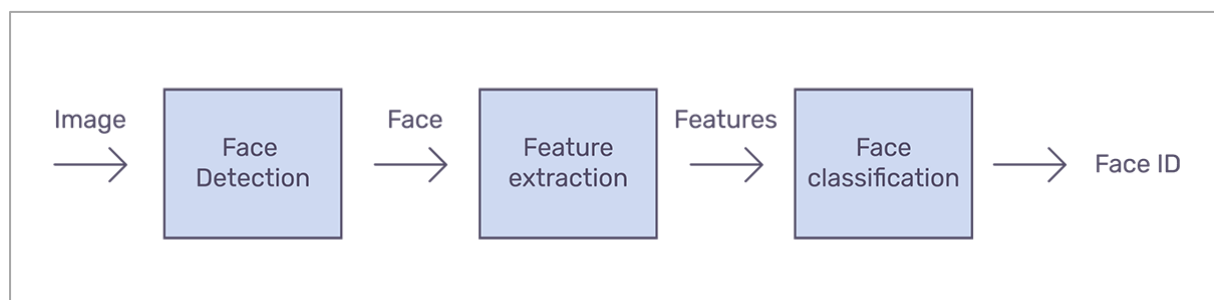 Image
Face
Detection
Face
Feature
extraction
Features
Face
classification
Face ID